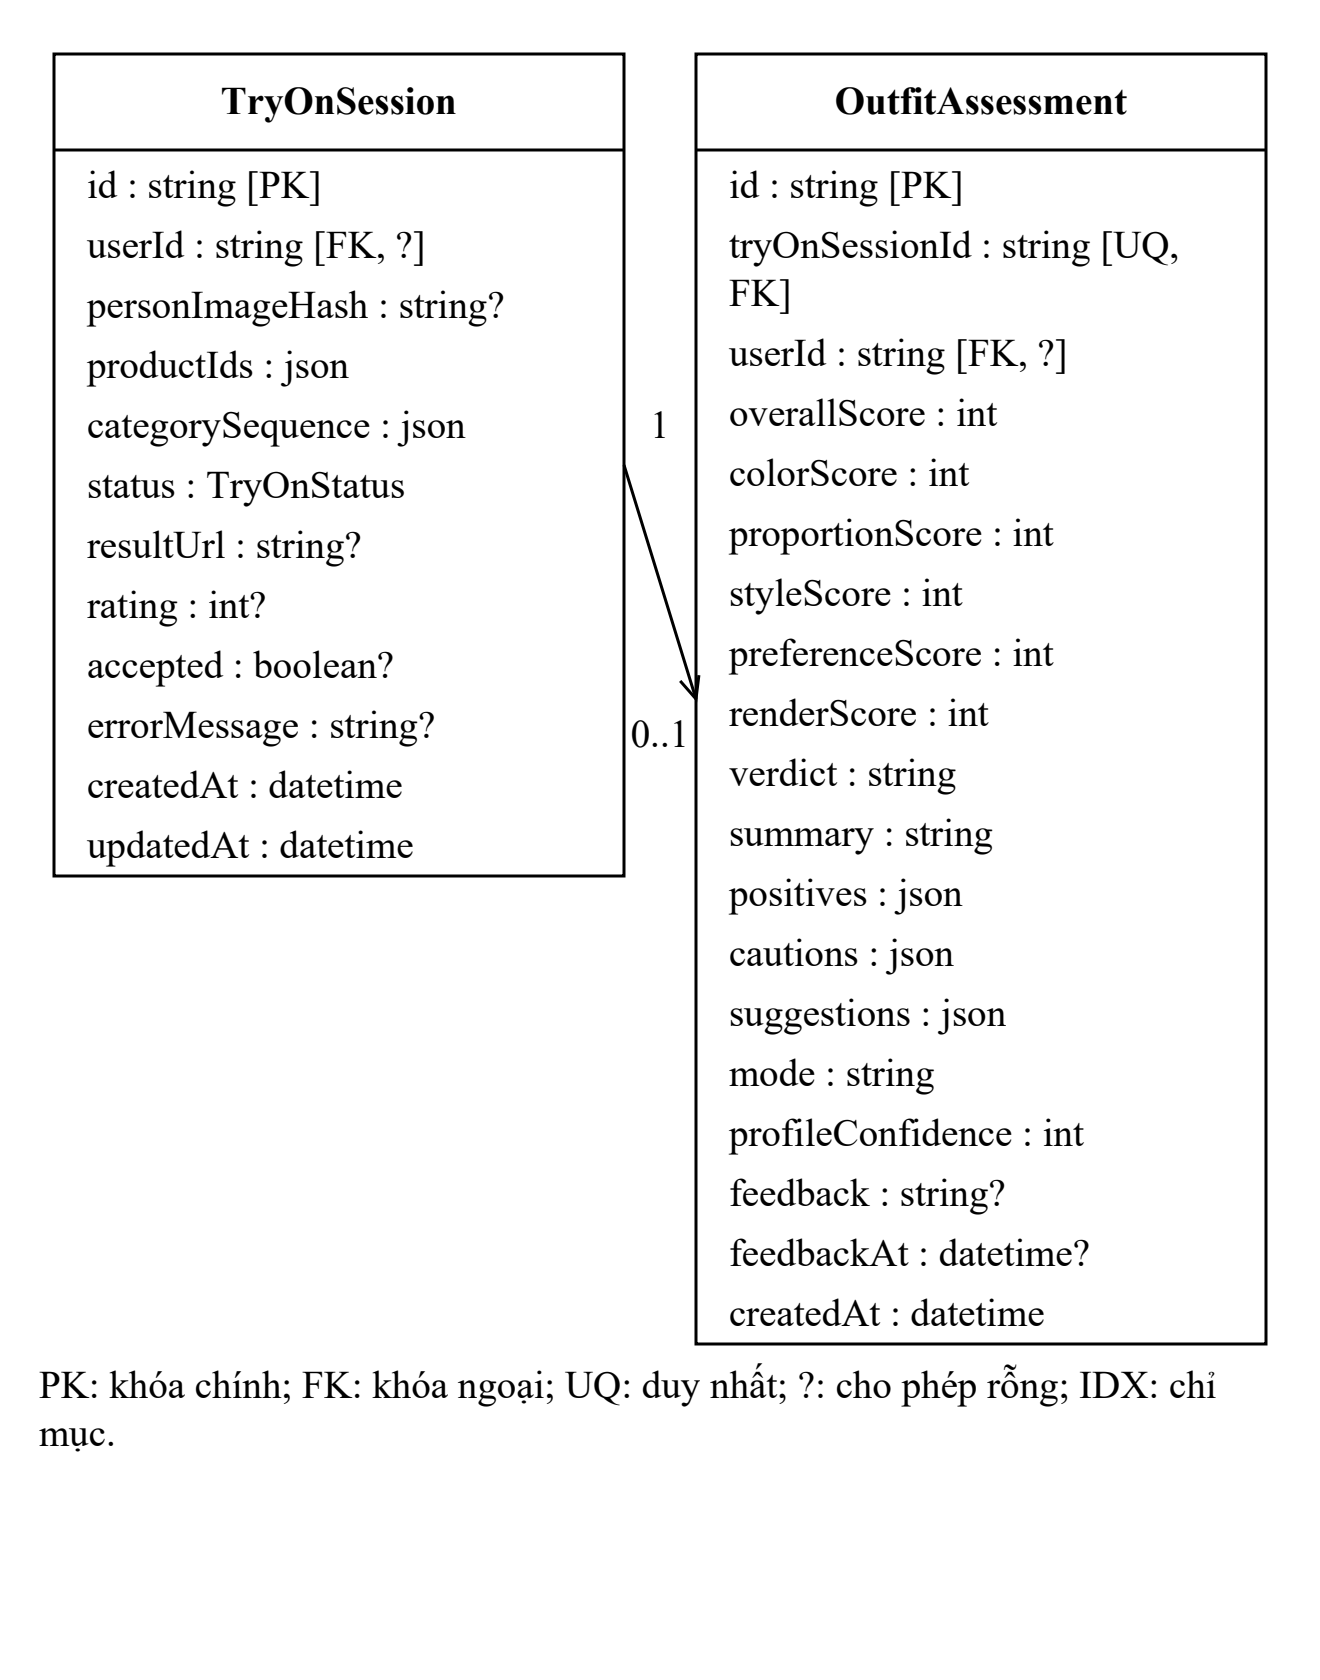 TryOnSession
id : string [PK]
userId : string [FK, ?]
personImageHash : string?
productIds : json
categorySequence : json
status : TryOnStatus
resultUrl : string?
rating : int?
accepted : boolean?
errorMessage : string?
createdAt : datetime
updatedAt : datetime
1
0..1
OutfitAssessment
id : string [PK]
tryOnSessionId : string [UQ,
FK]
userId : string [FK, ?]
overallScore : int
colorScore : int
proportionScore : int
styleScore : int
preferenceScore : int
renderScore : int
verdict : string
summary : string
positives : json
cautions : json
suggestions : json
mode : string
profileConfidence : int
feedback : string?
feedbackAt : datetime?
createdAt : datetime
PK: khóa chính; FK: khóa ngoại; UQ: duy nhất; ?: cho phép rỗng; IDX: chỉ
mục.